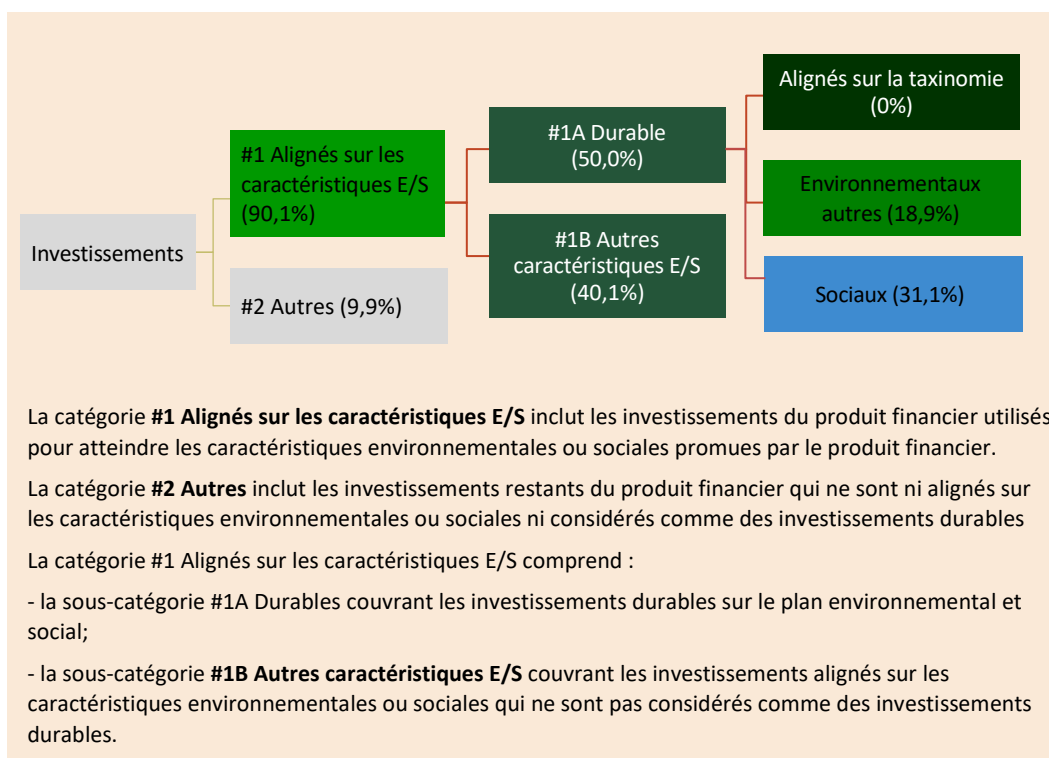 Investissements
#1 Alignés sur les
caractéristiques E/S
(90,1%)
#2 Autres (9,9%)
#1A Durable
(50,0%)
#1B Autres
caractéristiques E/S
(40,1%)
Alignés sur la taxinomie
(0%)
Environnementaux
autres (18,9%)
Sociaux (31,1%)
La catégorie #1 Alignés sur les caractéristiques E/S inclut les investissements du produit financier utilisés
pour atteindre les caractéristiques environnementales ou sociales promues par le produit financier.
La catégorie #2 Autres inclut les investissements restants du produit financier qui ne sont ni alignés sur
les caractéristiques environnementales ou sociales ni considérés comme des investissements durables
La catégorie #1 Alignés sur les caractéristiques E/S comprend :
- la sous-catégorie #1A Durables couvrant les investissements durables sur le plan environnemental et
social;
- la sous-catégorie #1B Autres caractéristiques E/S couvrant les investissements alignés sur les
caractéristiques environnementales ou sociales qui ne sont pas considérés comme des investissements
durables.